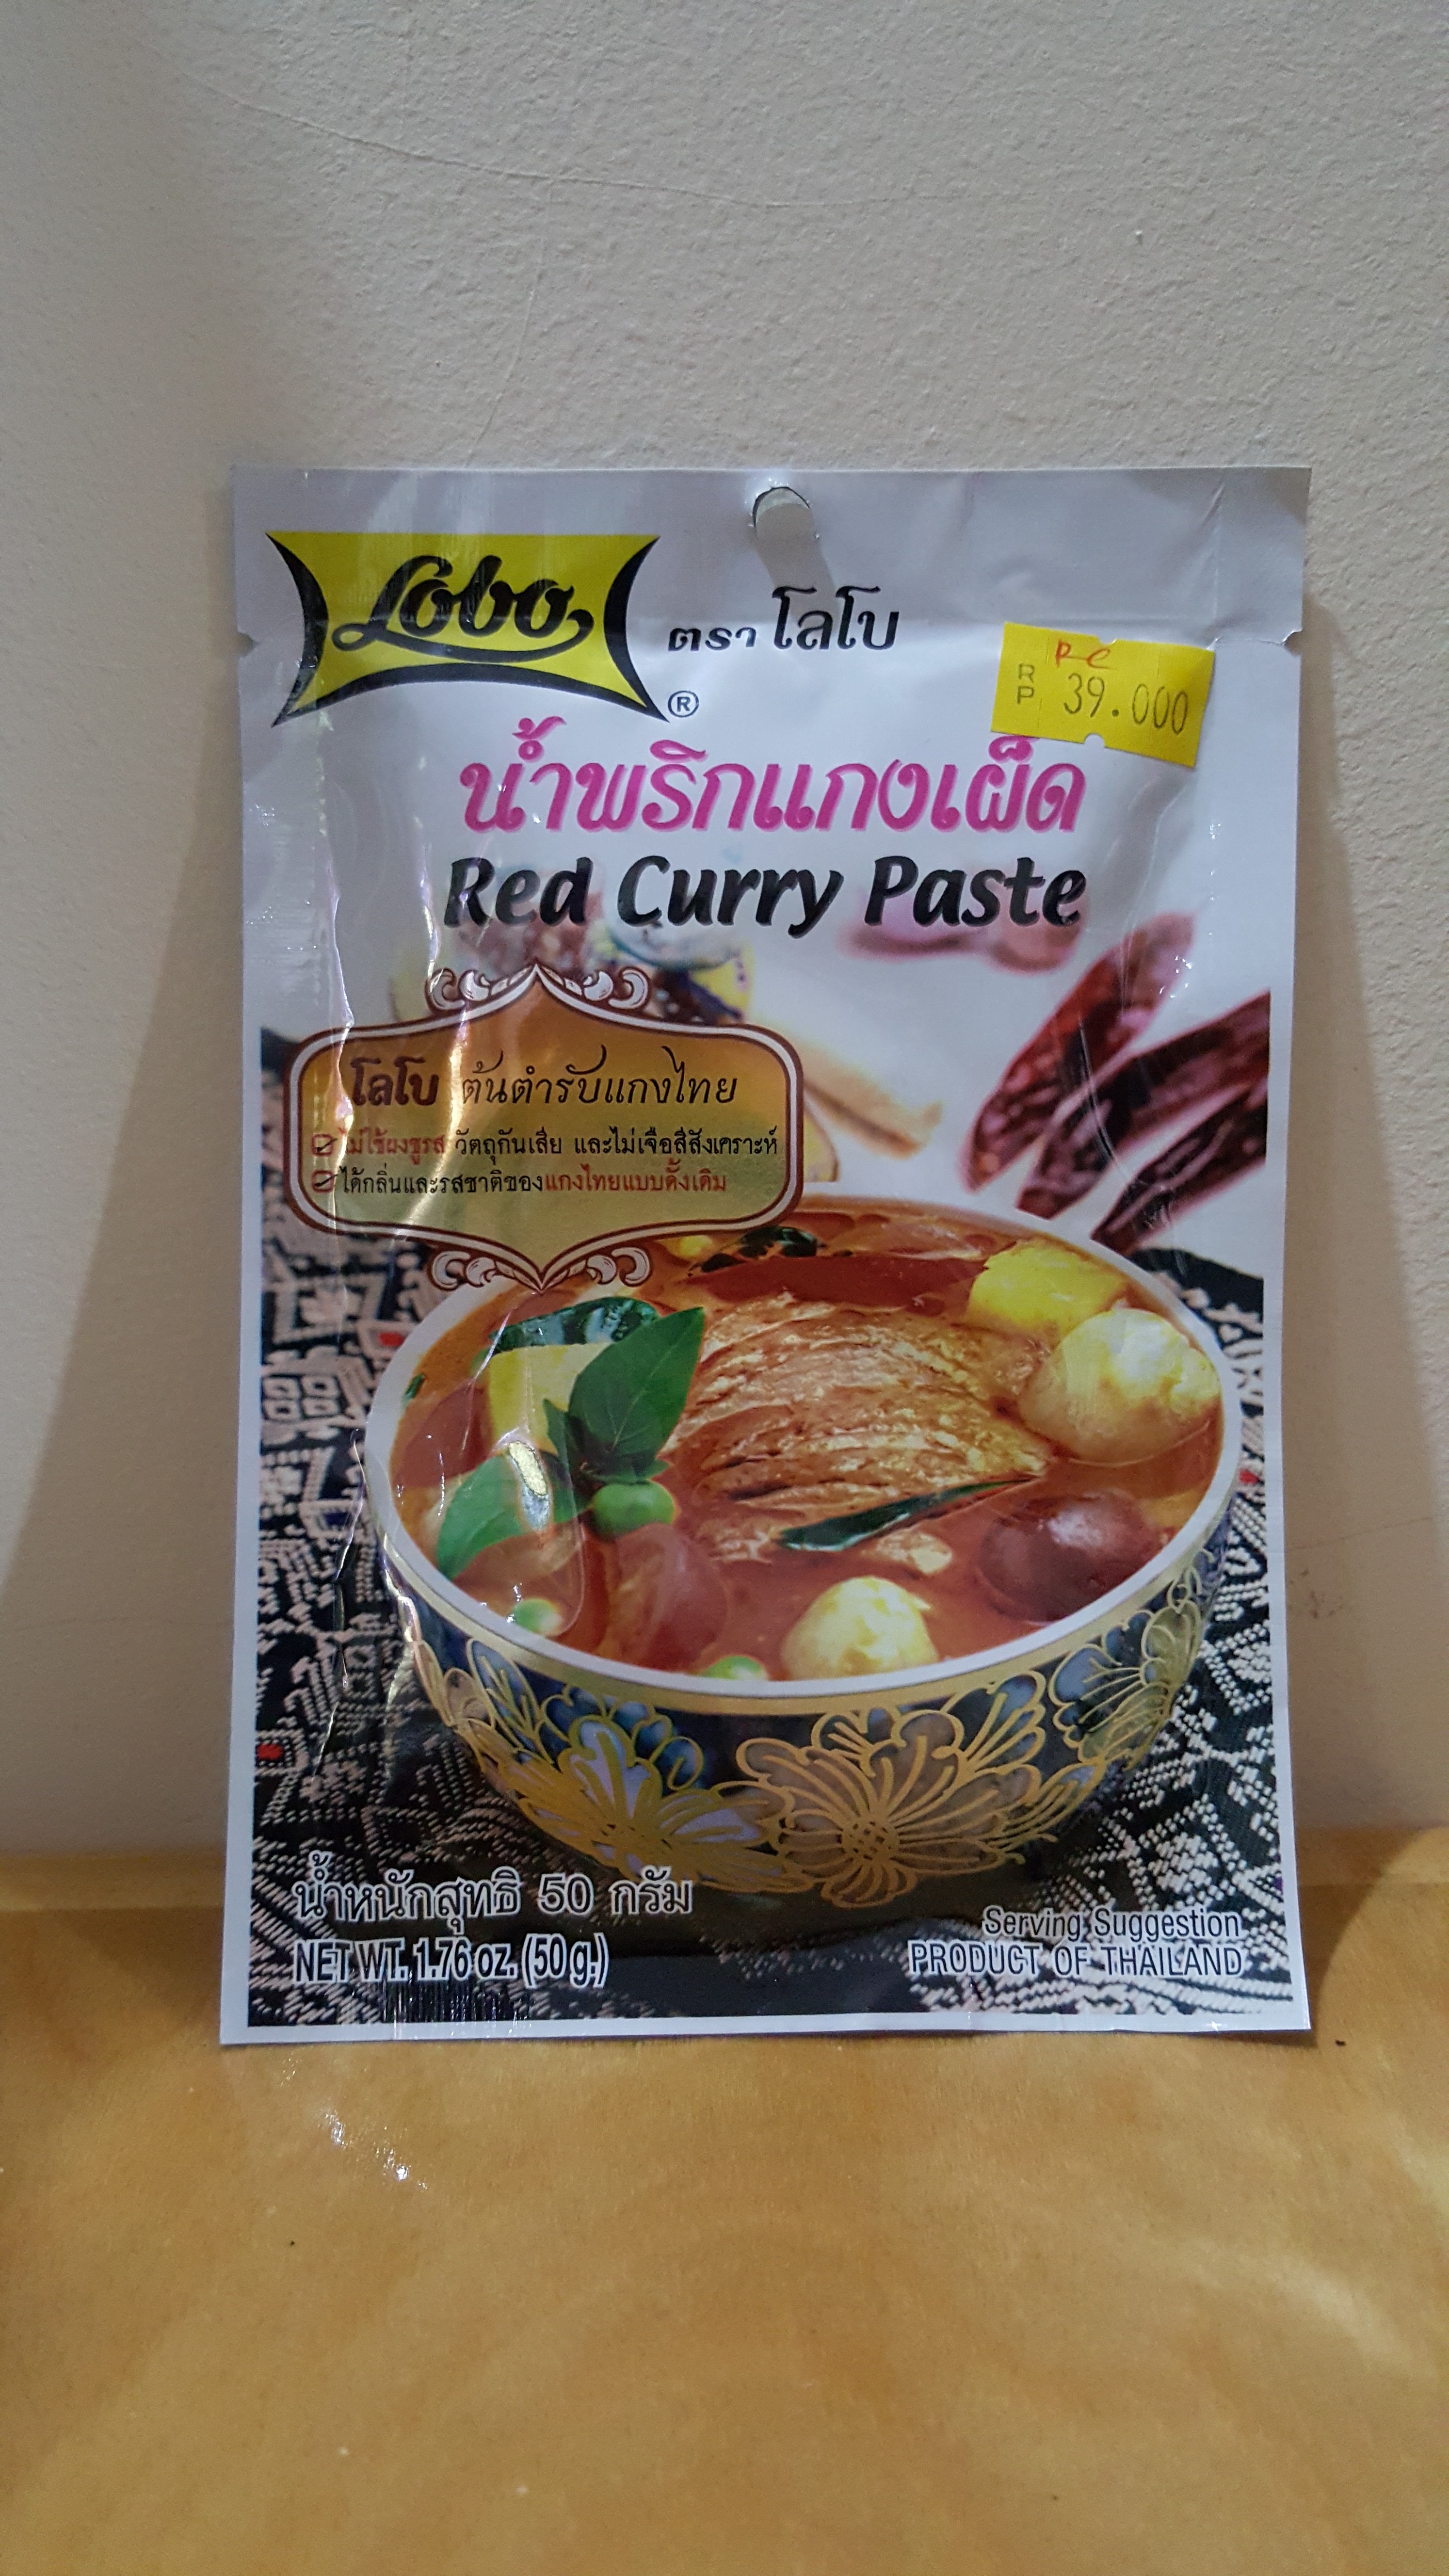 Lobo
®
ตรา โลโบ
RP 39.000
น้ำพริกแกงเผ็ด
Red Curry Paste
โลโบ ต้นตำรับแกงไทย
ไม่ใช้ผงชูรส วัตถุกันเสีย และไม่เจือสีสังเคราะห์
ได้กลิ่นและรสชาติของแกงไทยแบบดั้งเดิม
น้ำหนักสุทธิ 50 กรัม
NET WT. 1.76 oz. (50 g.)
Serving Suggestion
PRODUCT OF THAILAND